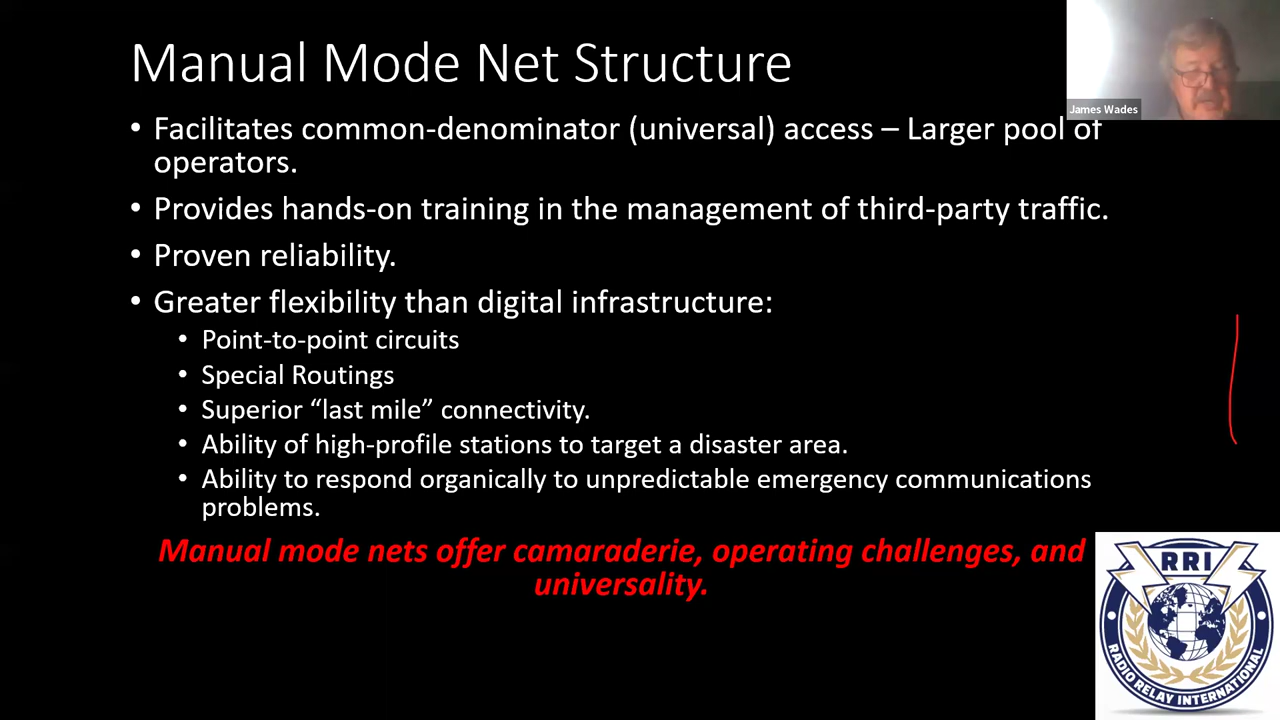 Manual Mode Net Structure
James Wades
• Facilitates common-denominator (universal) access – Larger pool of
operators.
• Provides hands-on training in the management of third-party traffic.
• Proven reliability.
• Greater flexibility than digital infrastructure:
• Point-to-point circuits
• Special Routings
• Superior “last mile” connectivity.
• Ability of high-profile stations to target a disaster area.
• Ability to respond organically to unpredictable emergency communications
problems.
Manual mode nets offer camaraderie, operating challenges, and
universality.
RRI
RADIO RELAY INTERNATIONAL